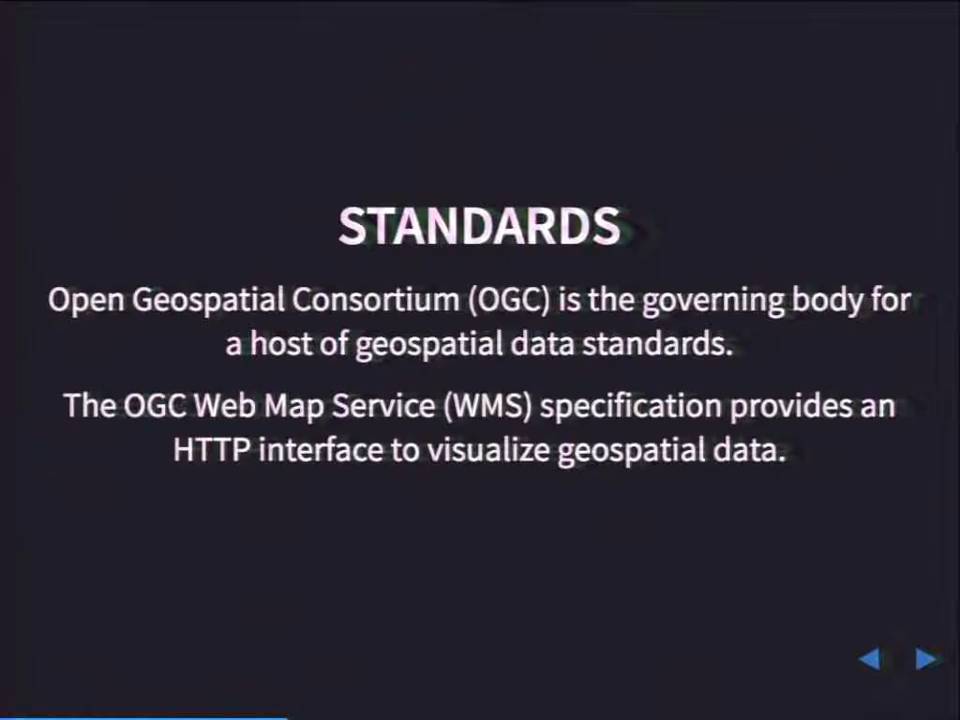 STANDARDS
Open Geospatial Consortium (OGC) is the governing body for
a host of geospatial data standards.
The OGC Web Map Service (WMS) specification provides an
HTTP interface to visualize geospatial data.